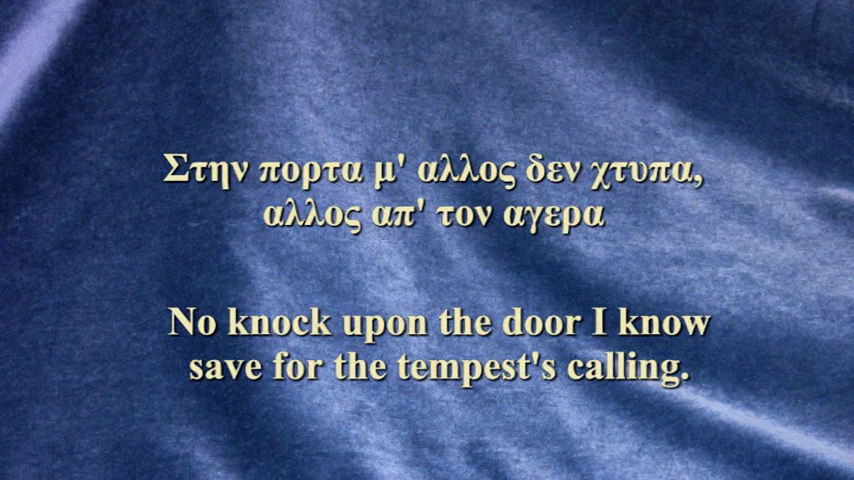 Στην πορτα μ' αλλος δεν χτυπα,
αλλος απ' τον αγερα
No knock upon the door I know
save for the tempest's calling.